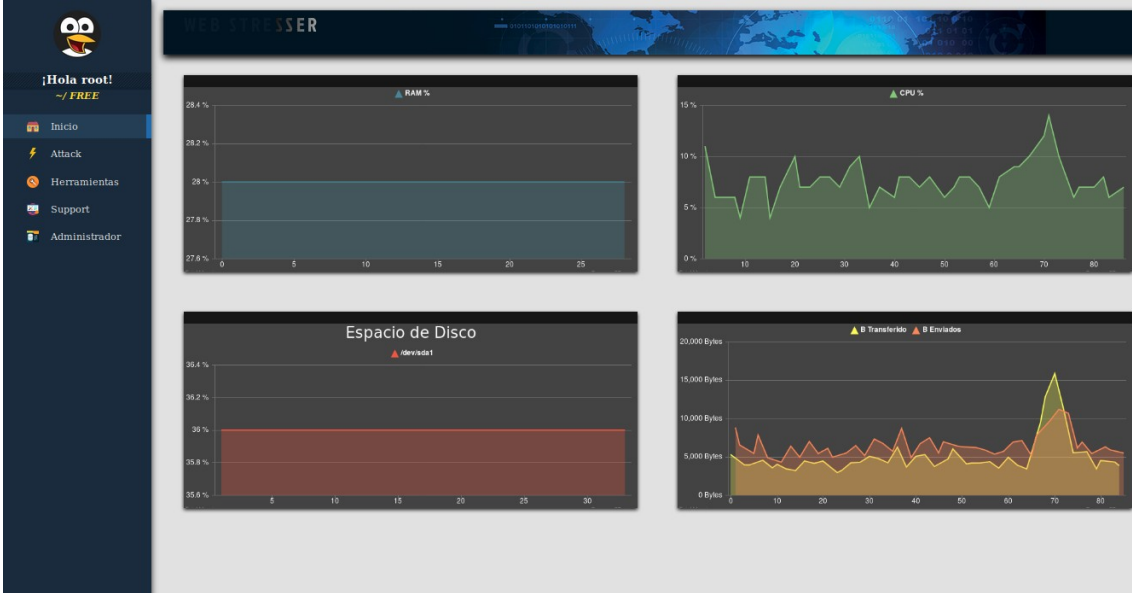 WEB STRESSER
¡Hola root!
~/ FREE
Inicio
Attack
Herramientas
Support
Administrador
RAM %
28.4 %
28.2 %
28 %
27.8 %
27.6 %
0 5 10 15 20 25
CPU %
15 %
10 %
5 %
0 %
10 20 30 40 50 60 70 80
Espacio de Disco
/dev/sda1
36.4 %
36.2 %
36 %
35.8 %
35.6 %
5 10 15 20 25 30
B Transferido B Enviados
20,000 Bytes
15,000 Bytes
10,000 Bytes
5,000 Bytes
0 Bytes
0 10 20 30 40 50 60 70 80